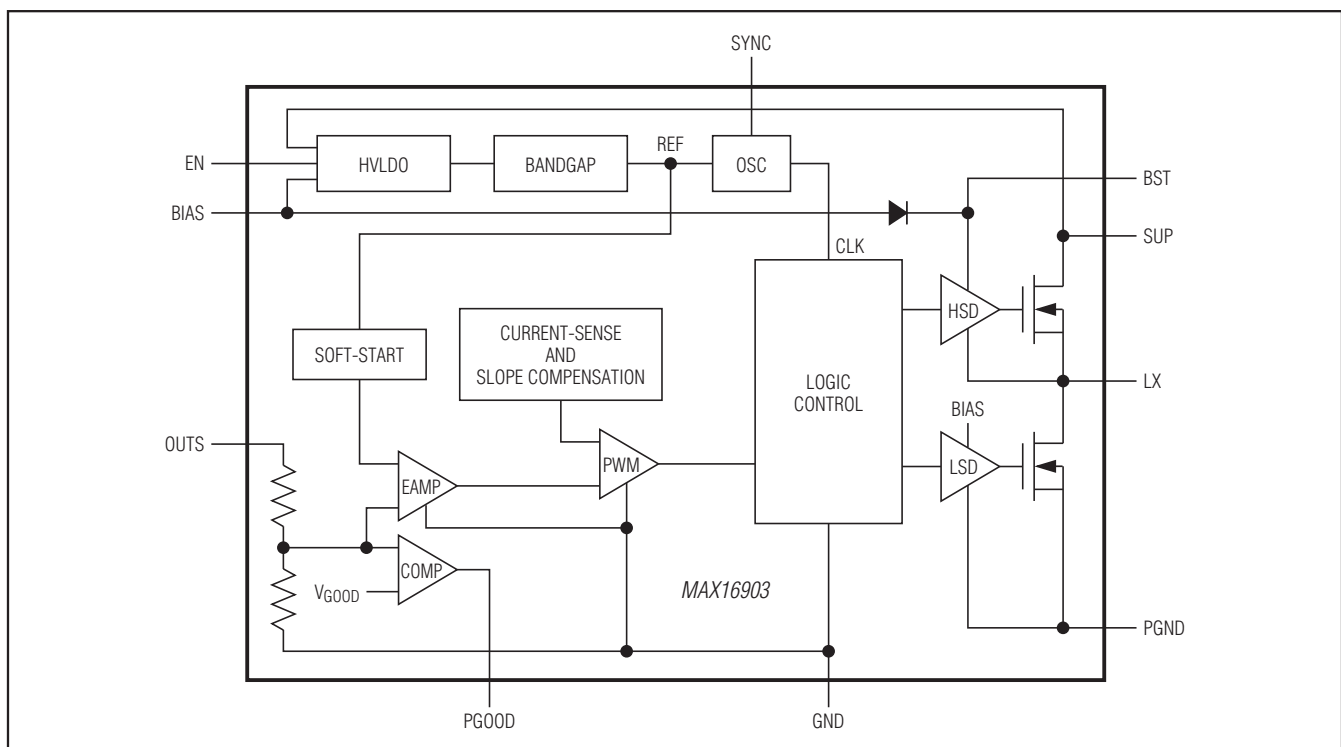 SYNC
EN
HVLDO
BANDGAP
REF
OSC
BST
BIAS
SUP
CLK
HSD
SOFT-START
CURRENT-SENSE
AND
SLOPE COMPENSATION
LOGIC
CONTROL
LX
BIAS
OUTS
EAMP
PWM
LSD
COMP
VGOOD
MAX16903
PGND
PGOOD
GND